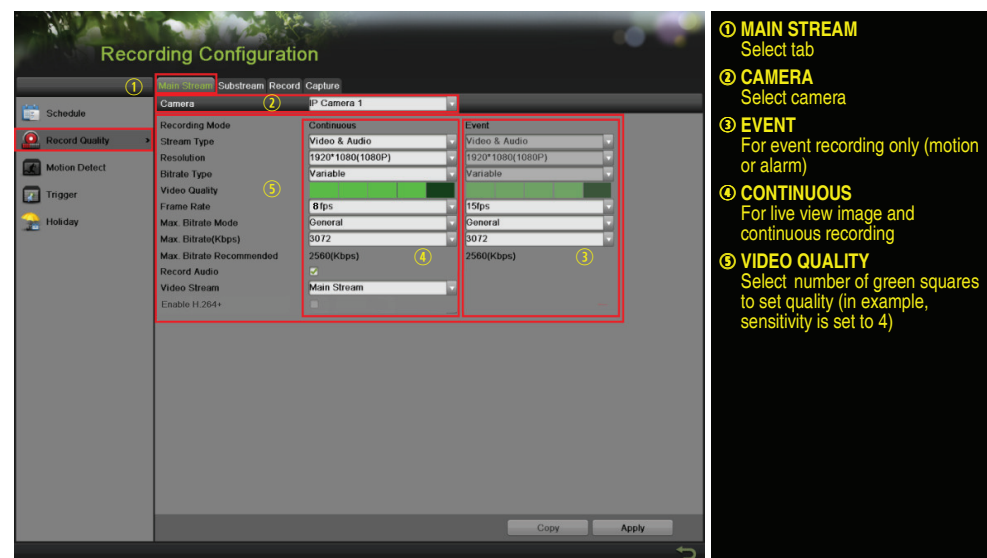 Recording Configuration
① Main Stream Substream Record Capture
Camera ② IP Camera 1
Schedule
Record Quality
Motion Detect
Trigger
Holiday
Recording Mode Continuous Event
Stream Type Video & Audio Video & Audio
Resolution 1920*1080(1080P) 1920*1080(1080P)
Bitrate Type Variable Variable
Video Quality ⑤
Frame Rate 8 fps 15fps
Max. Bitrate Mode General General
Max. Bitrate(Kbps) 3072 3072
Max. Bitrate Recommended 2560(Kbps) ④ 2560(Kbps) ③
Record Audio
Video Stream Main Stream
Enable H.264+
Copy Apply
① MAIN STREAM
Select tab
② CAMERA
Select camera
③ EVENT
For event recording only (motion
or alarm)
④ CONTINUOUS
For live view image and
continuous recording
⑤ VIDEO QUALITY
Select number of green squares
to set quality (in example,
sensitivity is set to 4)